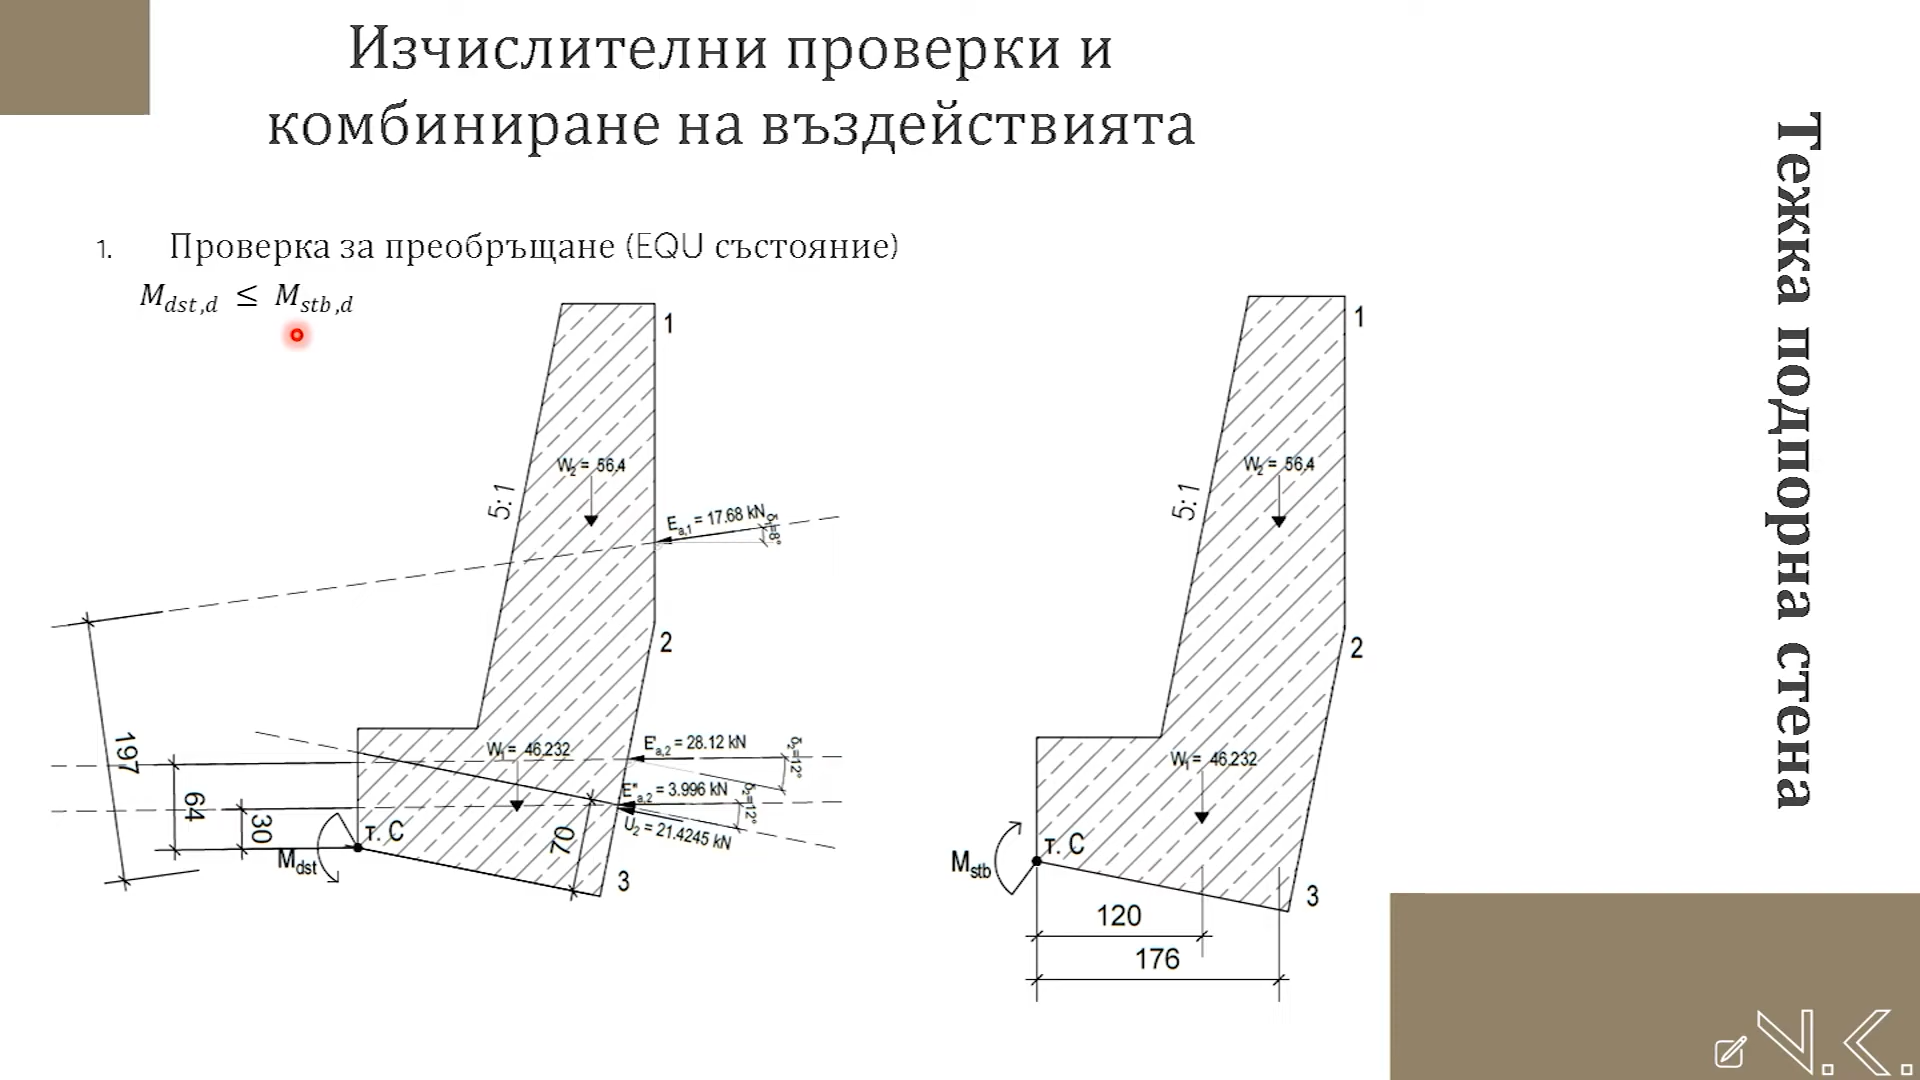 Изчислителни проверки и
комбиниране на въздействията
Тежка подпорна стена
1. Проверка за преобръщане (EQU състояние)
M_dst,d ≤ M_stb,d
1
W₂ = 56.4
5:1
E_a,1 = 17.68 kN
δ₁=8°
2
197
64
30
W₁ = 46.232
E'_a,2 = 28.12 kN
δ₂=12°
E"_a,2 = 3.996 kN
δ₂=12°
U₂ = 21.4245 kN
т. C
M_dst
70
3
1
W₂ = 56.4
5:1
2
W₁ = 46.232
т. C
M_stb
3
120
176
V.K.